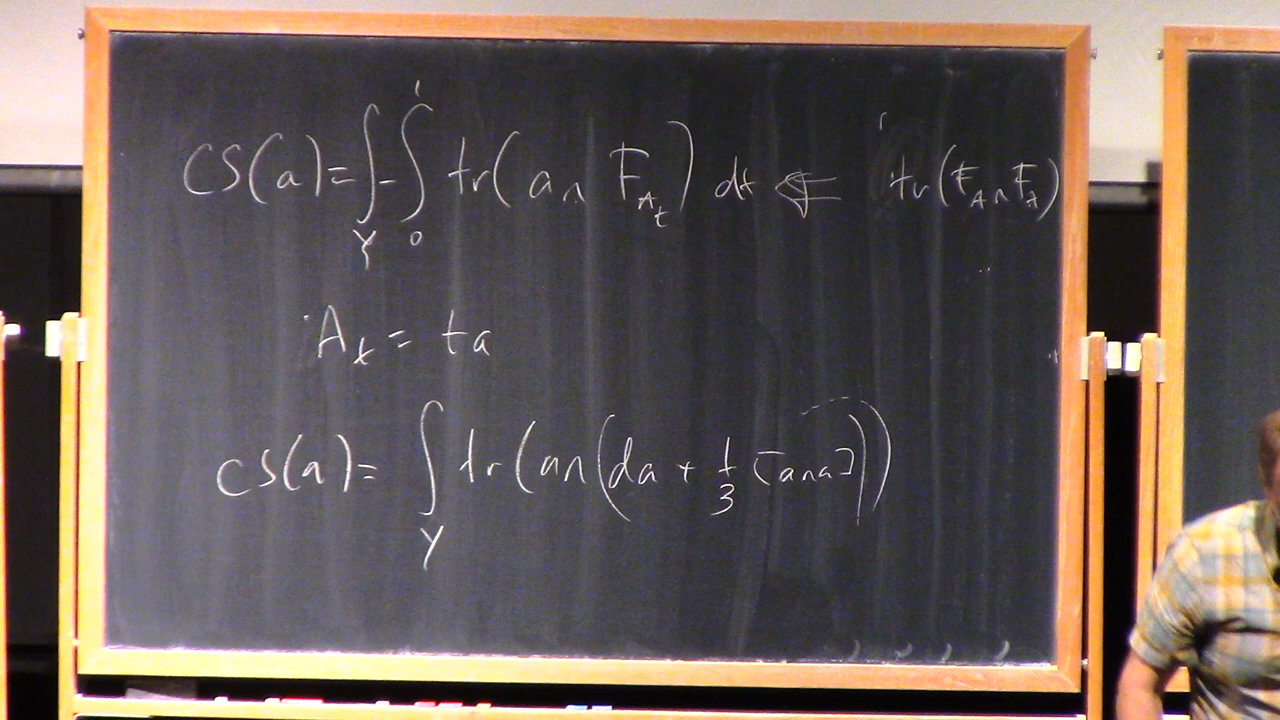 CS(a) = ∫_Y - ∫_0^1 tr(a ∧ F_{A_t}) dt ⇐ tr(F_A ∧ F_A)
A_t = ta
CS(a) = ∫_Y tr(a ∧ (da + 1/3 [a ∧ a]))